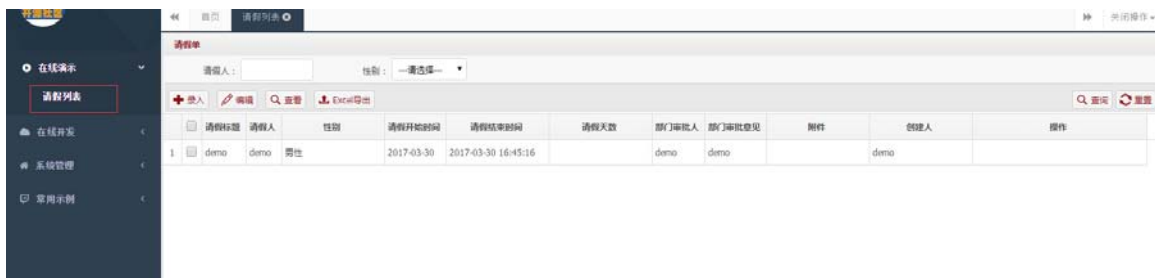 开源社区
首页 请假列表 关闭操作
请假单
在线演示
请假人： 性别： ---请选择---
请假列表
录入 编辑 查看 Excel导出 查询 重置
请假标题 请假人 性别 请假开始时间 请假结束时间 请假天数 部门审批人 部门审批意见 附件 创建人 操作
在线开发
1 demo demo 男性 2017-03-30 2017-03-30 16:45:16 demo demo demo
系统管理
常用示例